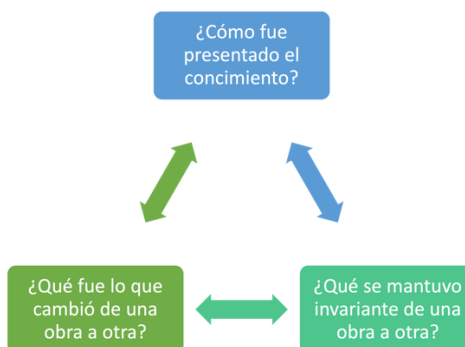 ¿Cómo fue
presentado el
concimiento?
¿Qué fue lo que
cambió de una
obra a otra?
¿Qué se mantuvo
invariante de una
obra a otra?